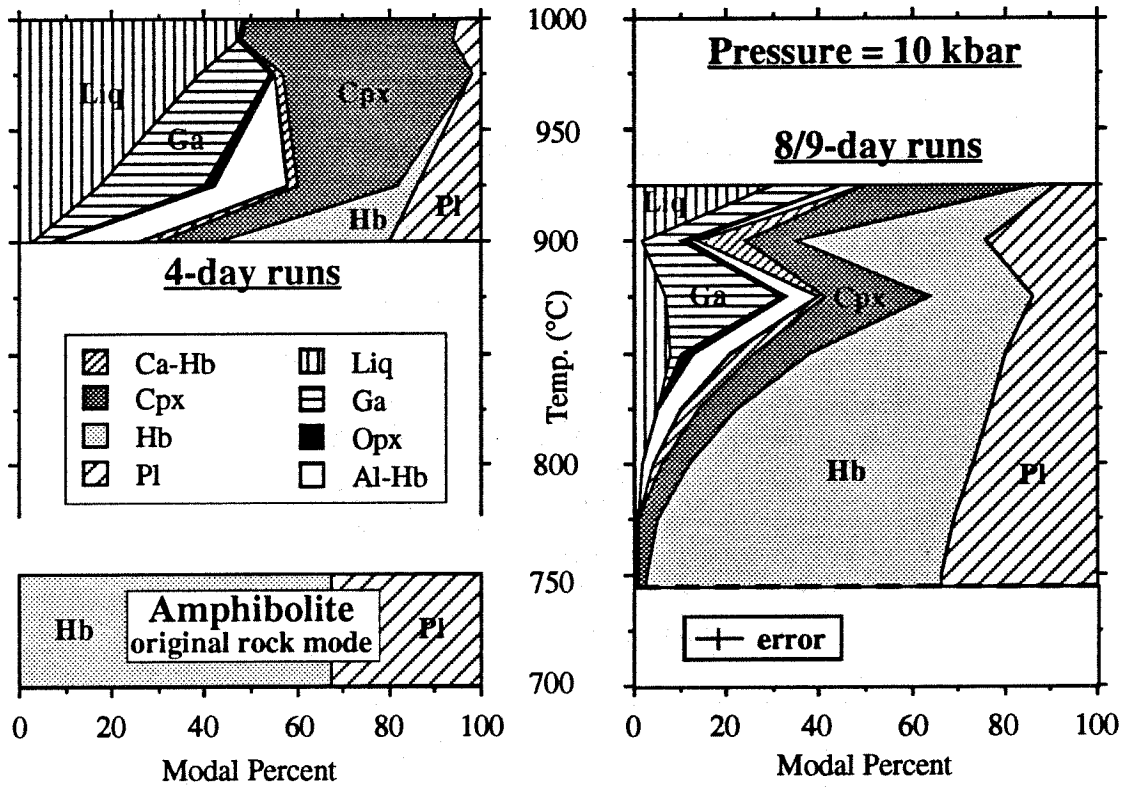 Liq
Ga
Cpx
Hb
Pl
4-day runs
Ca-Hb
Cpx
Hb
Pl
Liq
Ga
Opx
Al-Hb
Hb
Amphibolite
original rock mode
Pl
0 20 40 60 80 100
Modal Percent
1000
950
900
Temp. (°C)
800
750
700
Pressure = 10 kbar
8/9-day runs
Liq
Ga
Cpx
Hb
Pl
error
0 20 40 60 80 100
Modal Percent